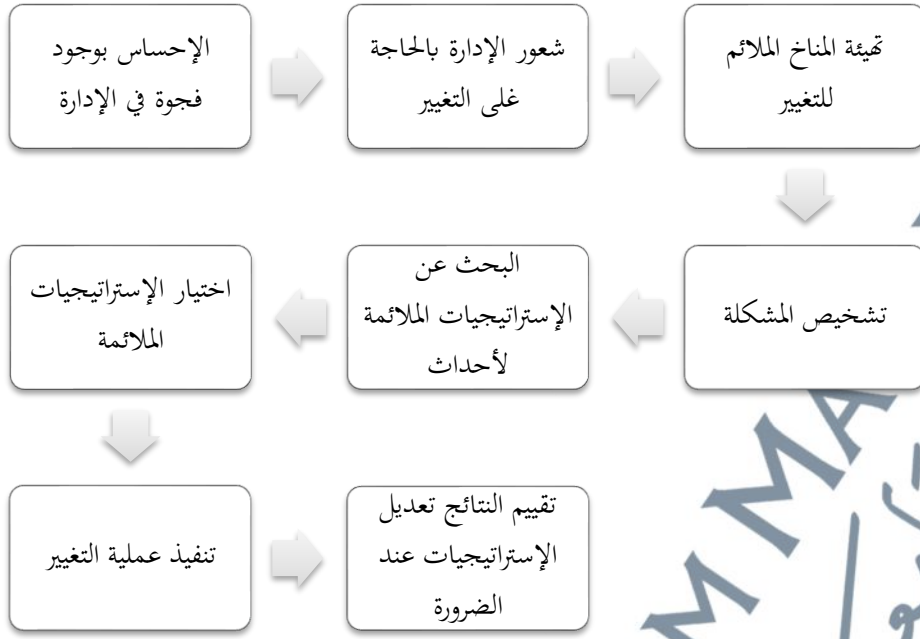 الإحساس بوجود
فجوة في الإدارة
شعور الإدارة بالحاجة
غلى التغيير
تهيئة المناخ الملائم
للتغيير
تشخيص المشكلة
البحث عن
الإستراتيجيات الملائمة
لأحداث
اختيار الإستراتيجيات
الملائمة
تنفيذ عملية التغيير
تقييم النتائج تعديل
الإستراتيجيات عند
الضرورة